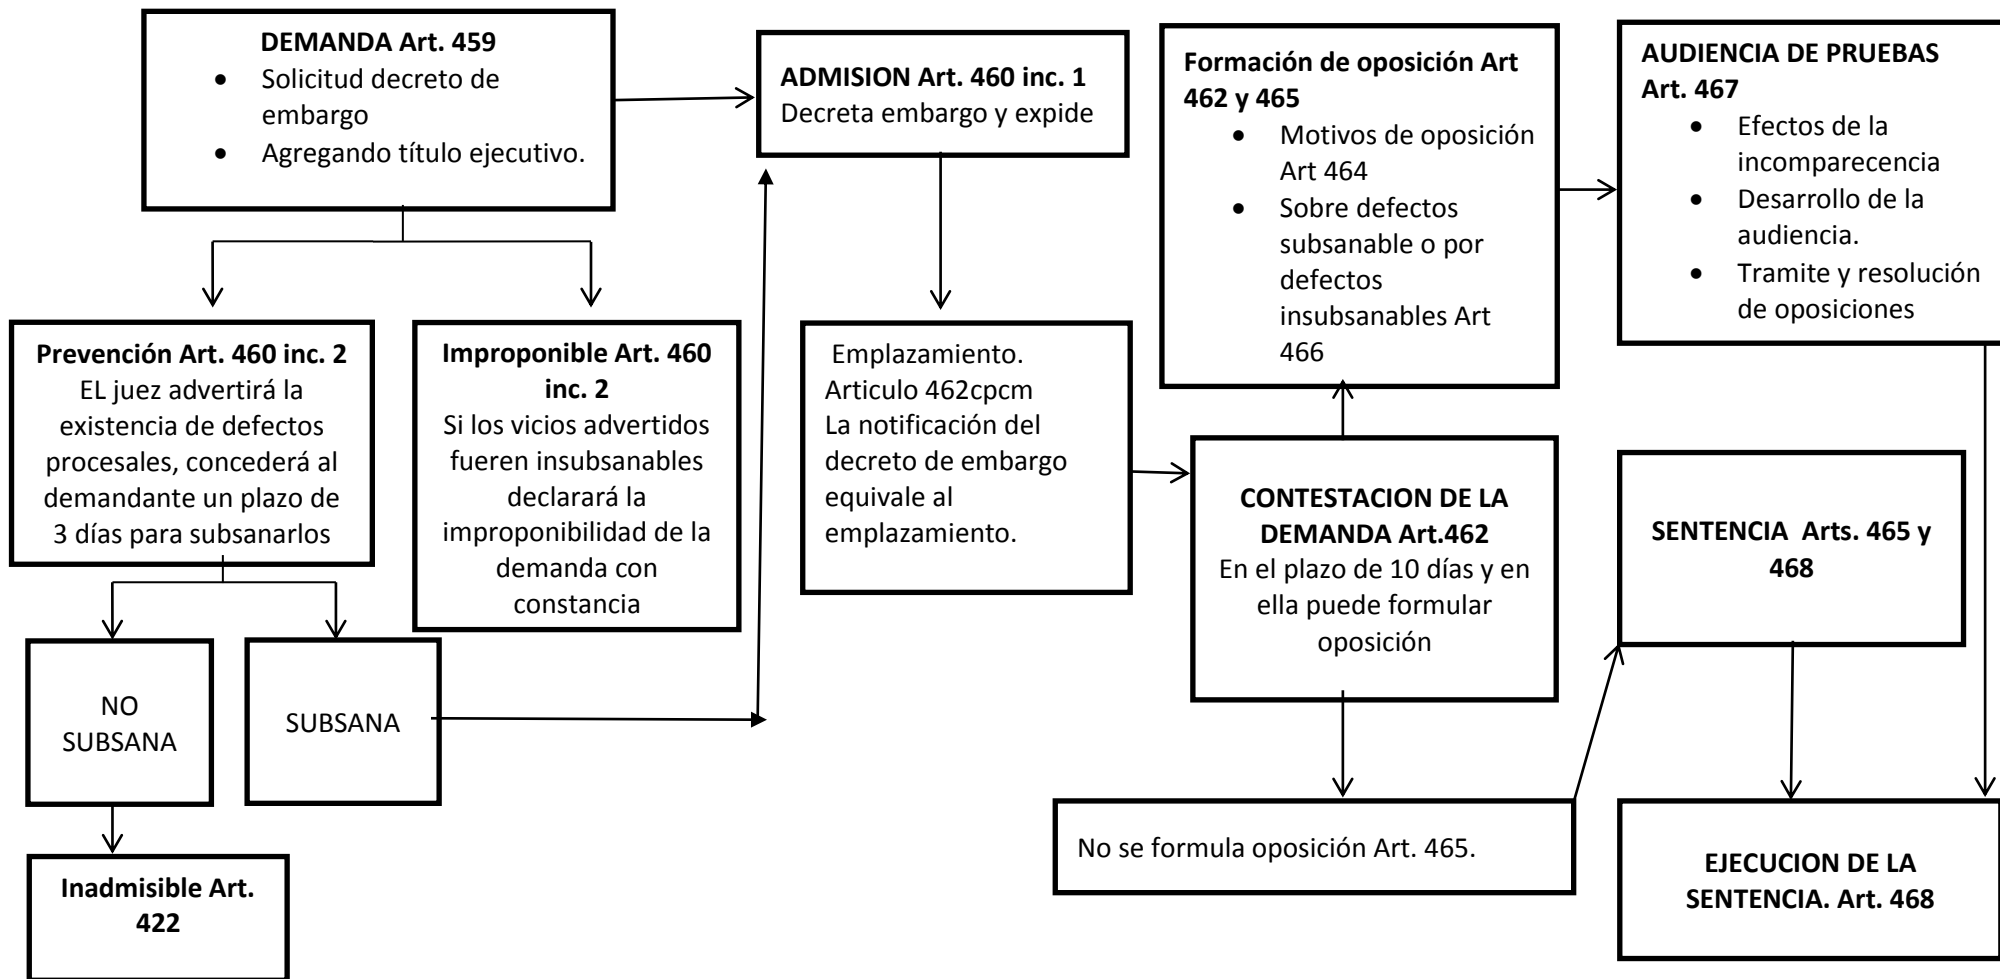 DEMANDA Art. 459
• Solicitud decreto de
embargo
• Agregando título ejecutivo.
ADMISION Art. 460 inc. 1
Decreta embargo y expide
Formación de oposición Art
462 y 465
• Motivos de oposición
Art 464
• Sobre defectos
subsanable o por
defectos
insubsanables Art
466
AUDIENCIA DE PRUEBAS
Art. 467
• Efectos de la
incomparecencia
• Desarrollo de la
audiencia.
• Tramite y resolución
de oposiciones
Prevención Art. 460 inc. 2
EL juez advertirá la
existencia de defectos
procesales, concederá al
demandante un plazo de
3 días para subsanarlos
Improponible Art. 460
inc. 2
Si los vicios advertidos
fueren insubsanables
declarará la
improponibilidad de la
demanda con
constancia
Emplazamiento.
Articulo 462cpcm
La notificación del
decreto de embargo
equivale al
emplazamiento.
CONTESTACION DE LA
DEMANDA Art.462
En el plazo de 10 días y en
ella puede formular
oposición
SENTENCIA Arts. 465 y
468
NO
SUBSANA
SUBSANA
No se formula oposición Art. 465.
EJECUCION DE LA
SENTENCIA. Art. 468
Inadmisible Art.
422